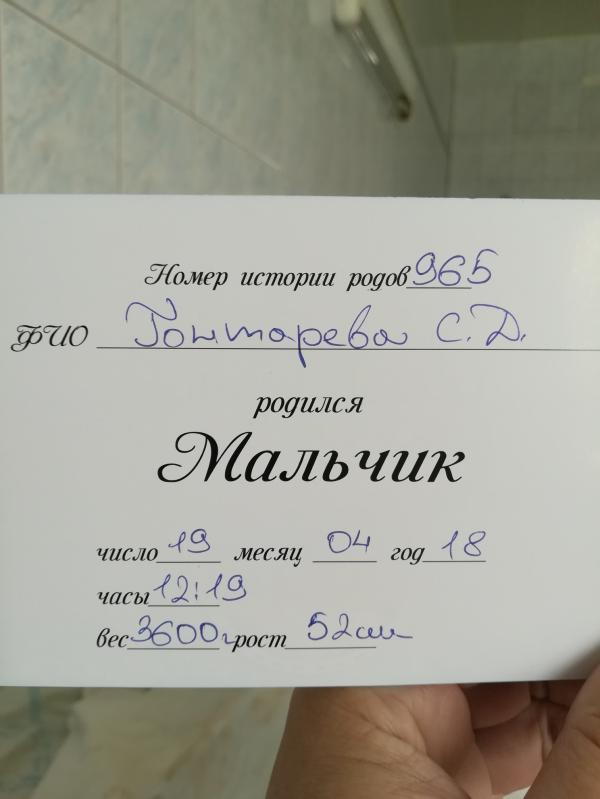 Номер истории родов 965
ФИО Гонтарева С. Д.
родился
Мальчик
число 19 месяц 04 год 18
часы 12:19
вес 3600 г рост 52 см